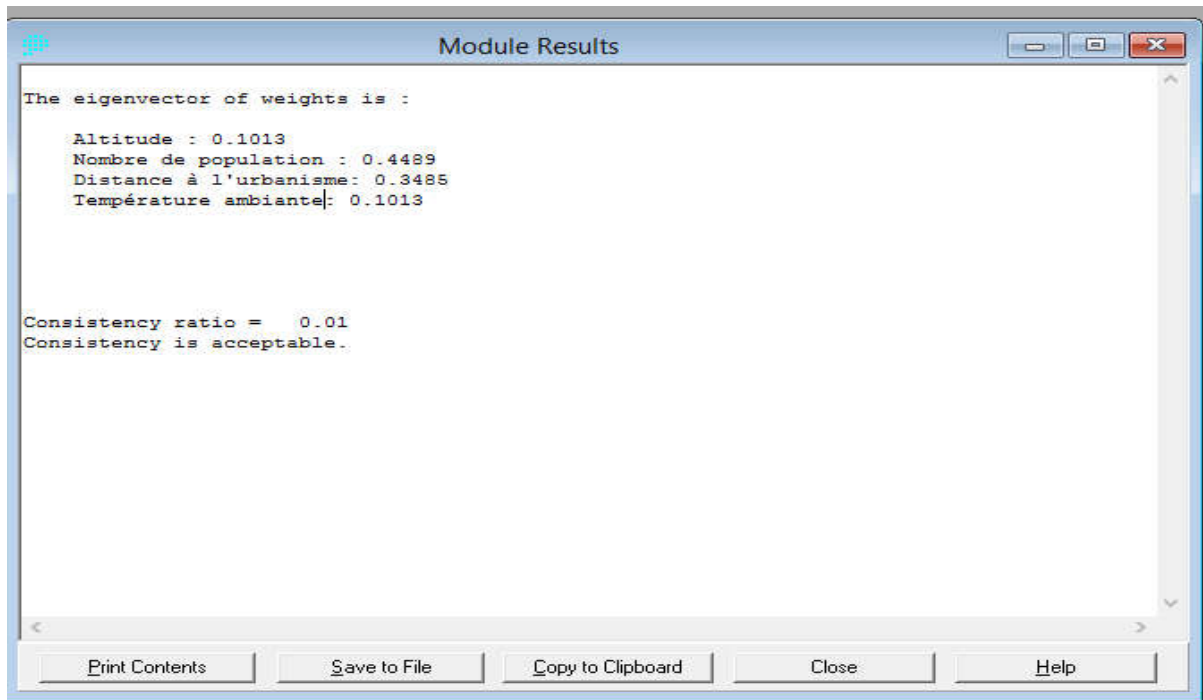 Module Results
The eigenvector of weights is :
Altitude : 0.1013
Nombre de population : 0.4489
Distance à l'urbanisme: 0.3485
Température ambiante: 0.1013
Consistency ratio = 0.01
Consistency is acceptable.
Print Contents Save to File Copy to Clipboard Close Help